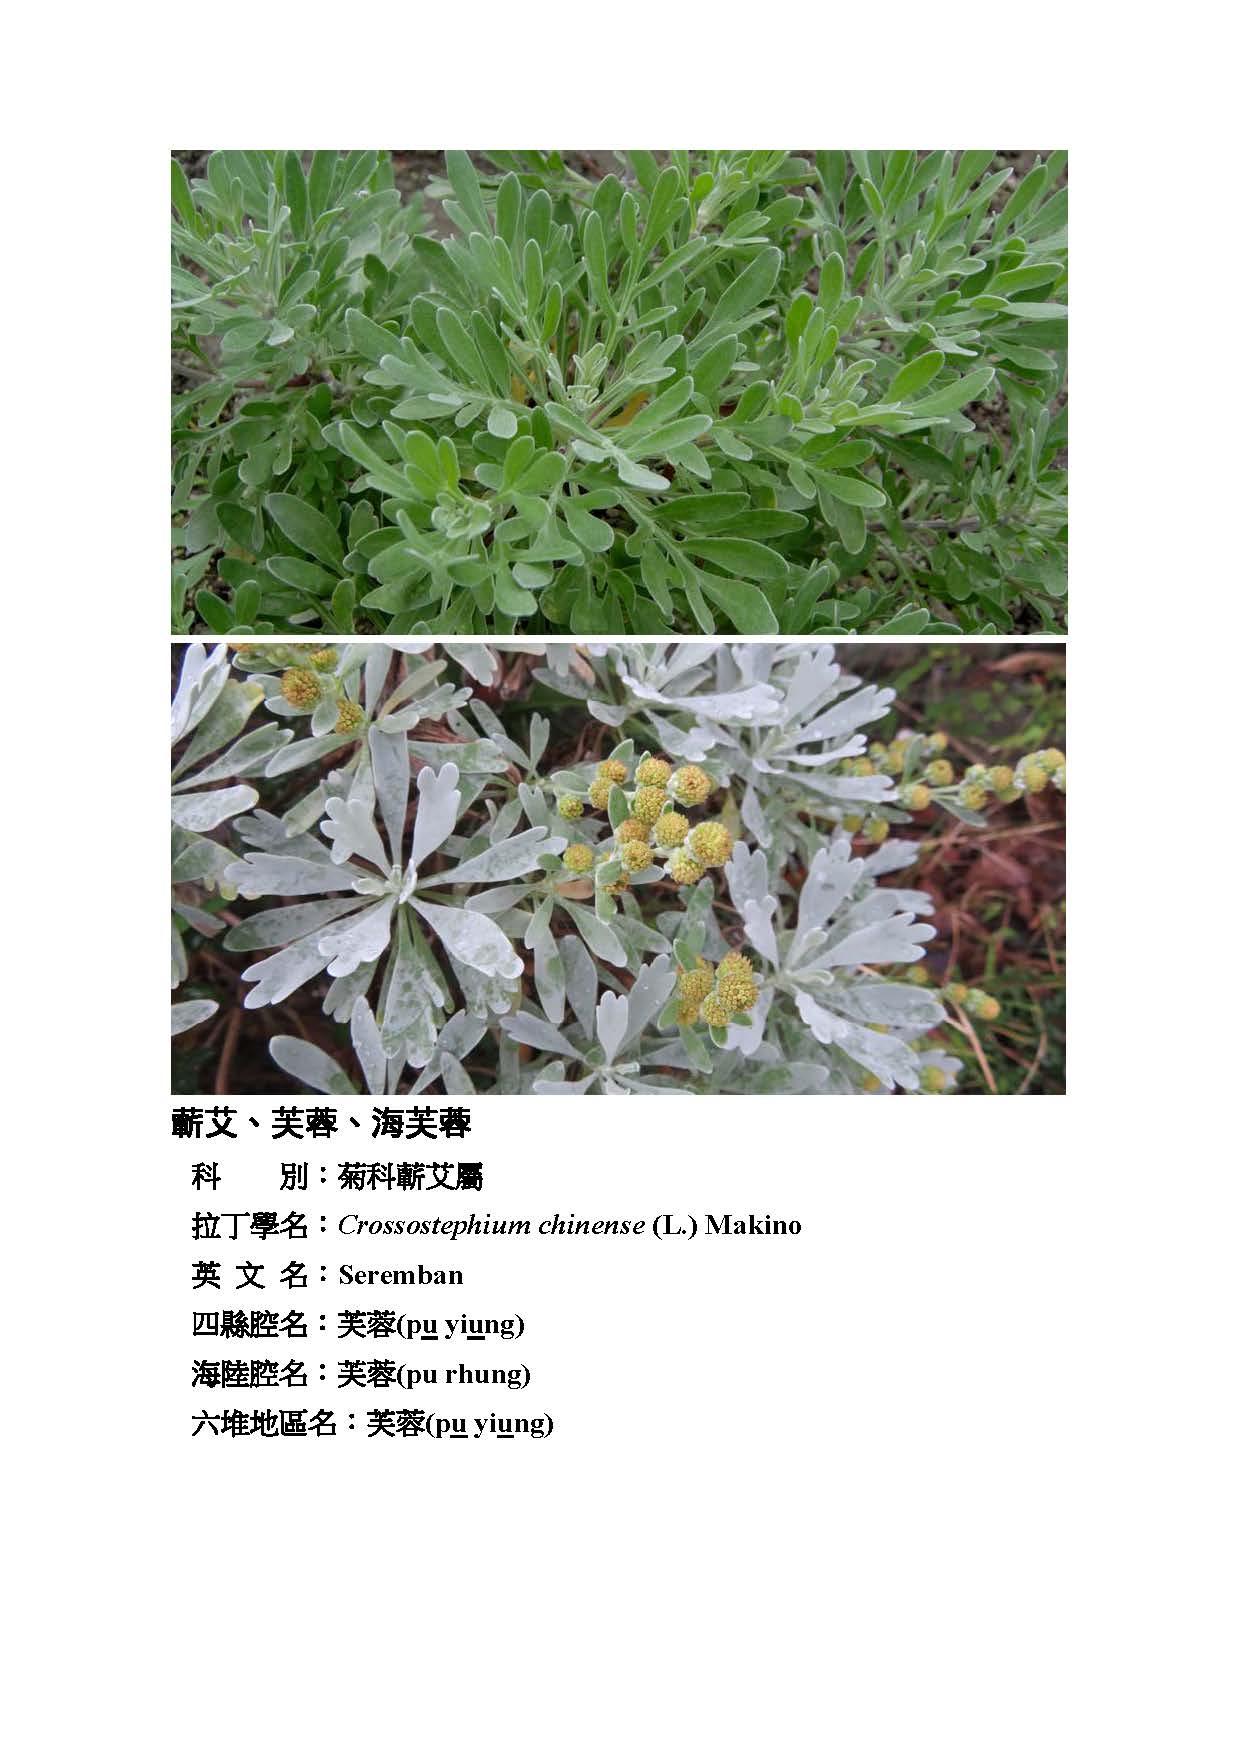 蘄艾、芙蓉、海芙蓉
科　　別：菊科蘄艾屬
拉丁學名：Crossostephium chinense (L.) Makino
英 文 名：Seremban
四縣腔名：芙蓉(pu yiung)
海陸腔名：芙蓉(pu rhung)
六堆地區名：芙蓉(pu yiung)